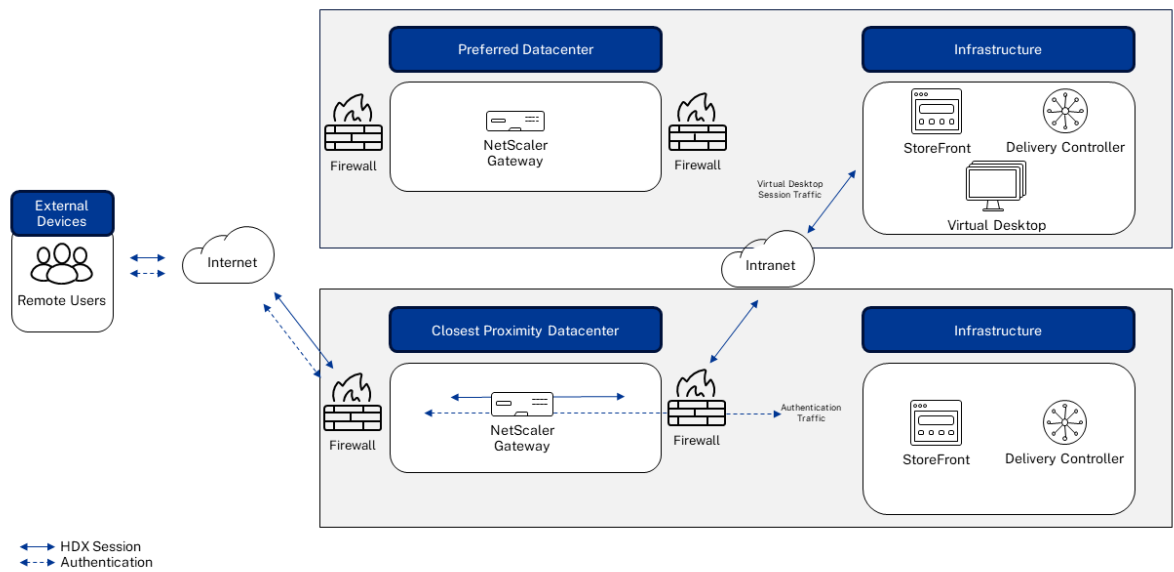 Preferred Datacenter
Infrastructure
NetScaler
Gateway
Firewall
Firewall
StoreFront
Delivery Controller
Virtual Desktop
Session Traffic
Virtual Desktop
External
Devices
Remote Users
Internet
Intranet
Closest Proximity Datacenter
Infrastructure
NetScaler
Gateway
Firewall
Firewall
Authentication
Traffic
StoreFront
Delivery Controller
HDX Session
Authentication